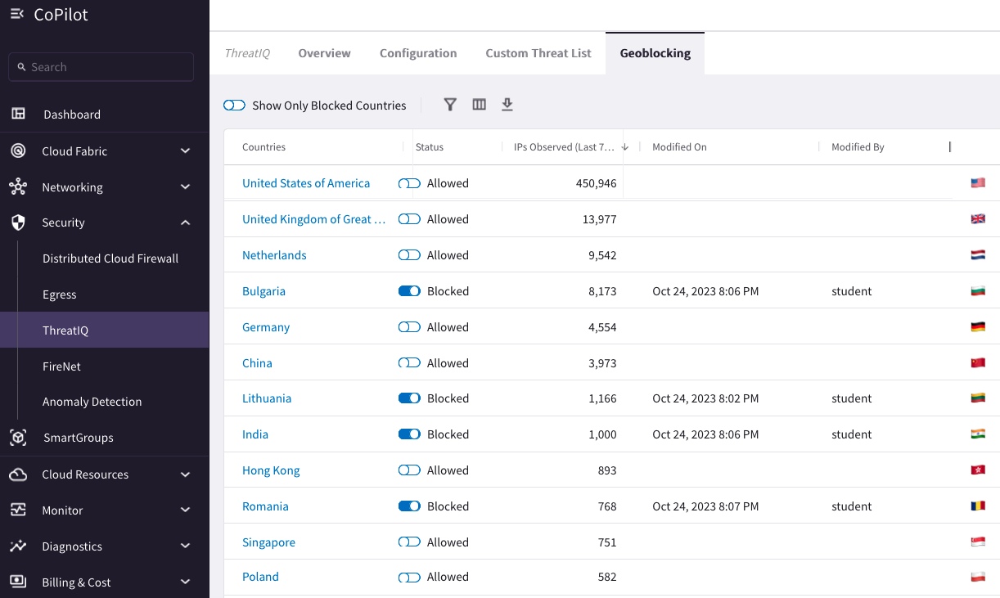 CoPilot
Search
Dashboard
Cloud Fabric
Networking
Security
Distributed Cloud Firewall
Egress
ThreatIQ
FireNet
Anomaly Detection
SmartGroups
Cloud Resources
Monitor
Diagnostics
Billing & Cost
ThreatIQ Overview Configuration Custom Threat List Geoblocking
Show Only Blocked Countries
Countries Status IPs Observed (Last 7... Modified On Modified By
United States of America Allowed 450,946
United Kingdom of Great ... Allowed 13,977
Netherlands Allowed 9,542
Bulgaria Blocked 8,173 Oct 24, 2023 8:06 PM student
Germany Allowed 4,554
China Allowed 3,973
Lithuania Blocked 1,166 Oct 24, 2023 8:02 PM student
India Blocked 1,000 Oct 24, 2023 8:06 PM student
Hong Kong Allowed 893
Romania Blocked 768 Oct 24, 2023 8:07 PM student
Singapore Allowed 751
Poland Allowed 582